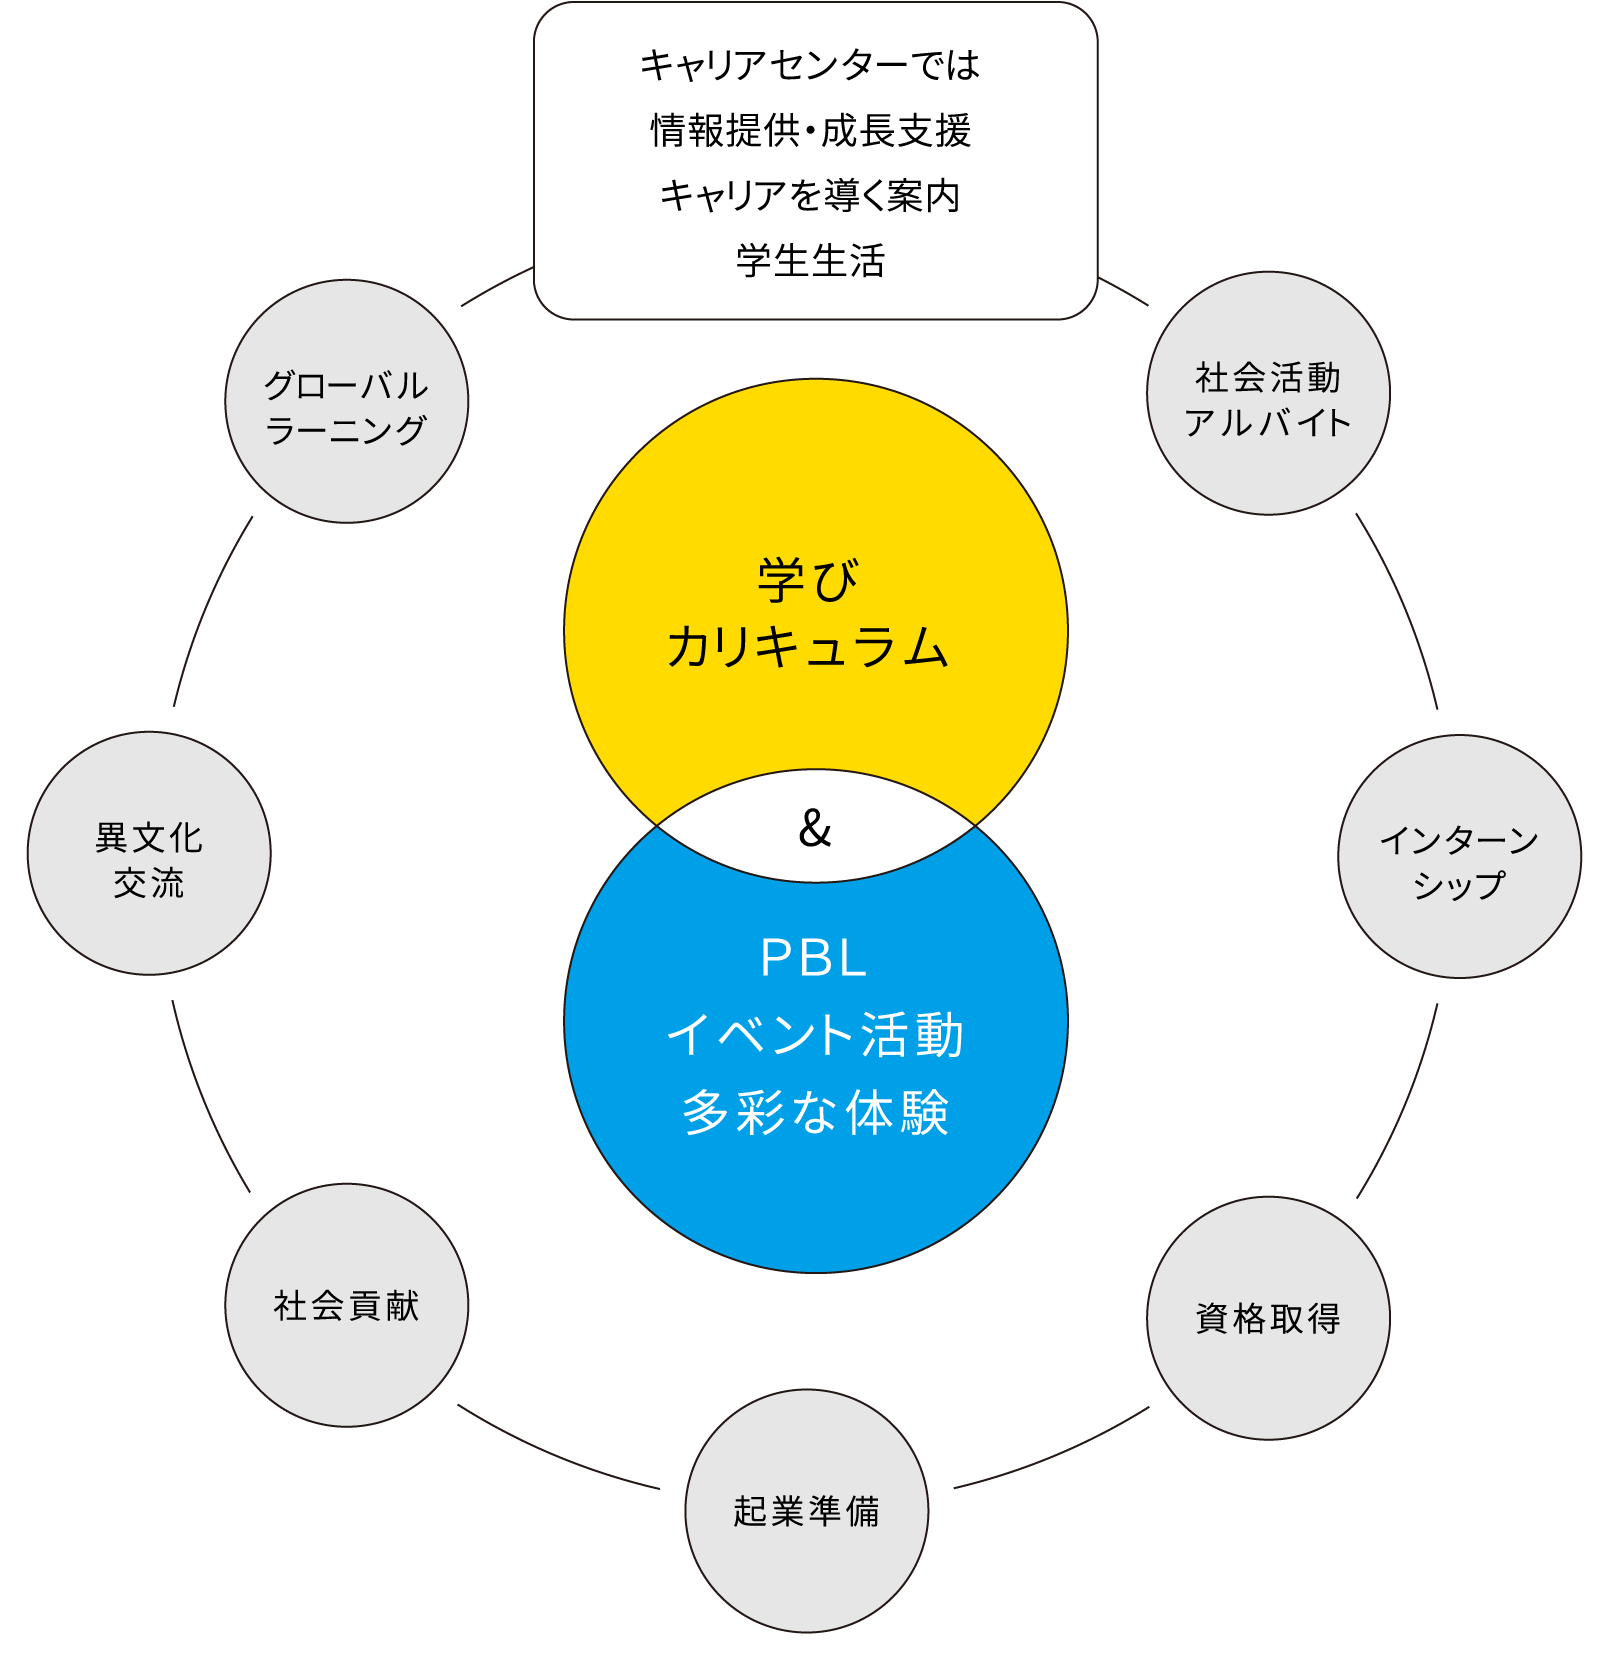 キャリアセンターでは
情報提供・成長支援
キャリアを導く案内
学生生活
グローバル
ラーニング
社会活動
アルバイト
学び
カリキュラム
&
異文化
交流
インターン
シップ
PBL
イベント活動
多彩な体験
社会貢献
資格取得
起業準備